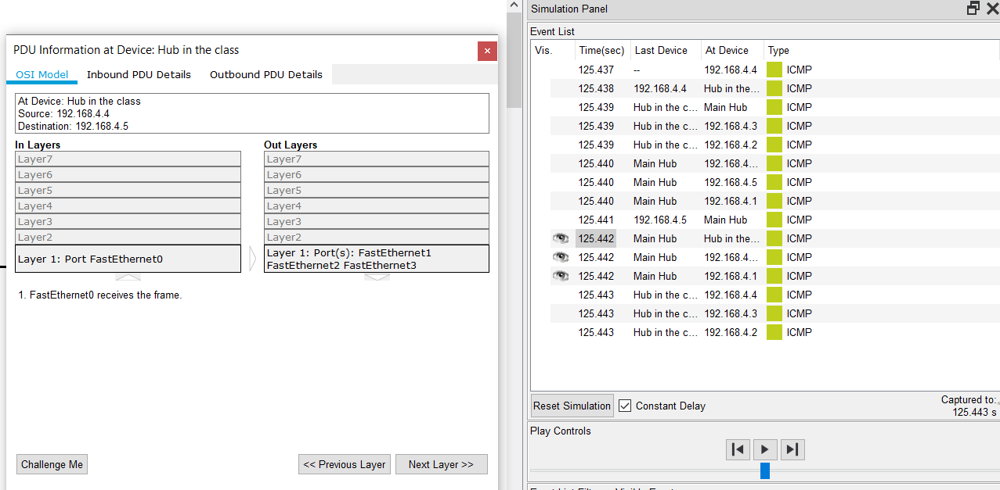 PDU Information at Device: Hub in the class
OSI Model Inbound PDU Details Outbound PDU Details
At Device: Hub in the class
Source: 192.168.4.4
Destination: 192.168.4.5
In Layers Out Layers
Layer7 Layer7
Layer6 Layer6
Layer5 Layer5
Layer4 Layer4
Layer3 Layer3
Layer2 Layer2
Layer 1: Port FastEthernet0
Layer 1: Port(s): FastEthernet1
FastEthernet2 FastEthernet3
1. FastEthernet0 receives the frame.
Challenge Me << Previous Layer Next Layer >>
Simulation Panel
Event List
Vis. Time(sec) Last Device At Device Type
125.437 -- 192.168.4.4 ICMP
125.438 192.168.4.4 Hub in the... ICMP
125.439 Hub in the c... Main Hub ICMP
125.439 Hub in the c... 192.168.4.3 ICMP
125.439 Hub in the c... 192.168.4.2 ICMP
125.440 Main Hub 192.168.4... ICMP
125.440 Main Hub 192.168.4.5 ICMP
125.440 Main Hub 192.168.4.1 ICMP
125.441 192.168.4.5 Main Hub ICMP
125.442 Main Hub Hub in the... ICMP
125.442 Main Hub 192.168.4... ICMP
125.442 Main Hub 192.168.4.1 ICMP
125.443 Hub in the c... 192.168.4.4 ICMP
125.443 Hub in the c... 192.168.4.3 ICMP
125.443 Hub in the c... 192.168.4.2 ICMP
Reset Simulation Constant Delay
Captured to:
125.443 s
Play Controls